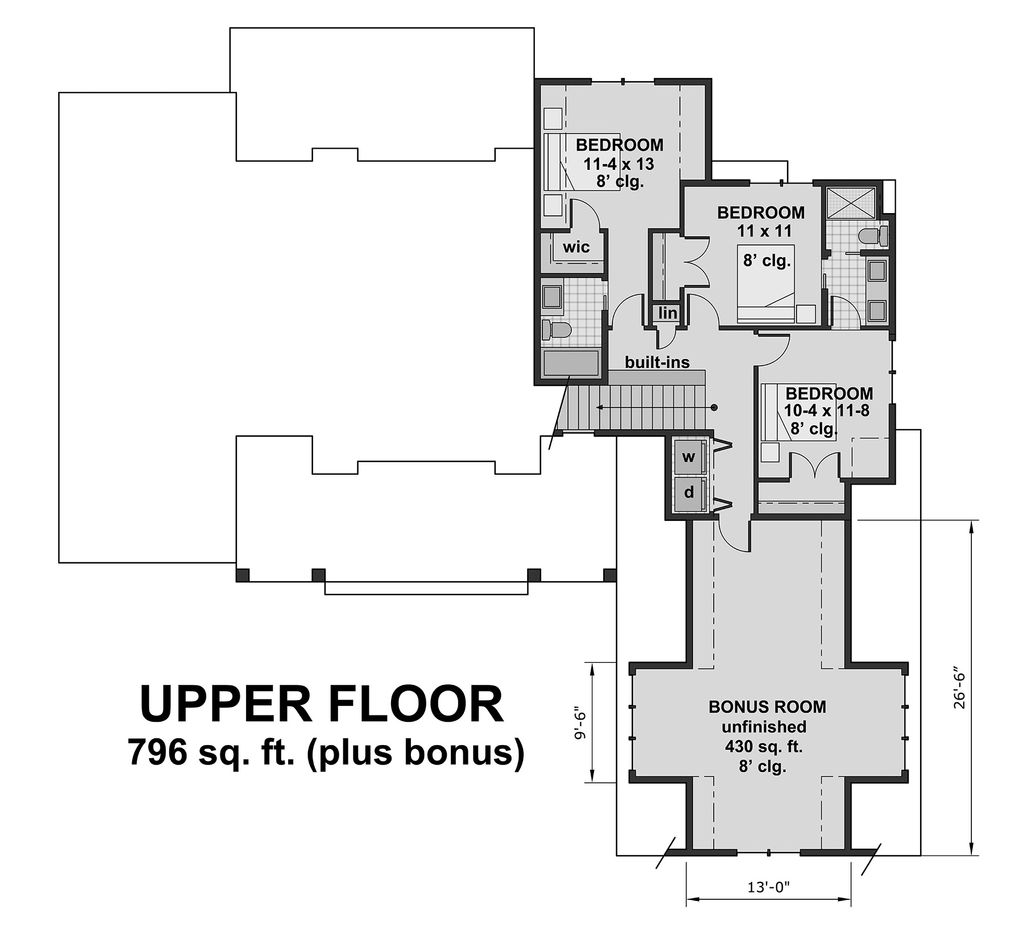 BEDROOM
11-4 x 13
8’ clg.
wic
BEDROOM
11 x 11
8’ clg.
lin
built-ins
BEDROOM
10-4 x 11-8
8’ clg.
w
d
UPPER FLOOR
796 sq. ft. (plus bonus)
9'-6"
BONUS ROOM
unfinished
430 sq. ft.
8’ clg.
26'-6”
13'-0"